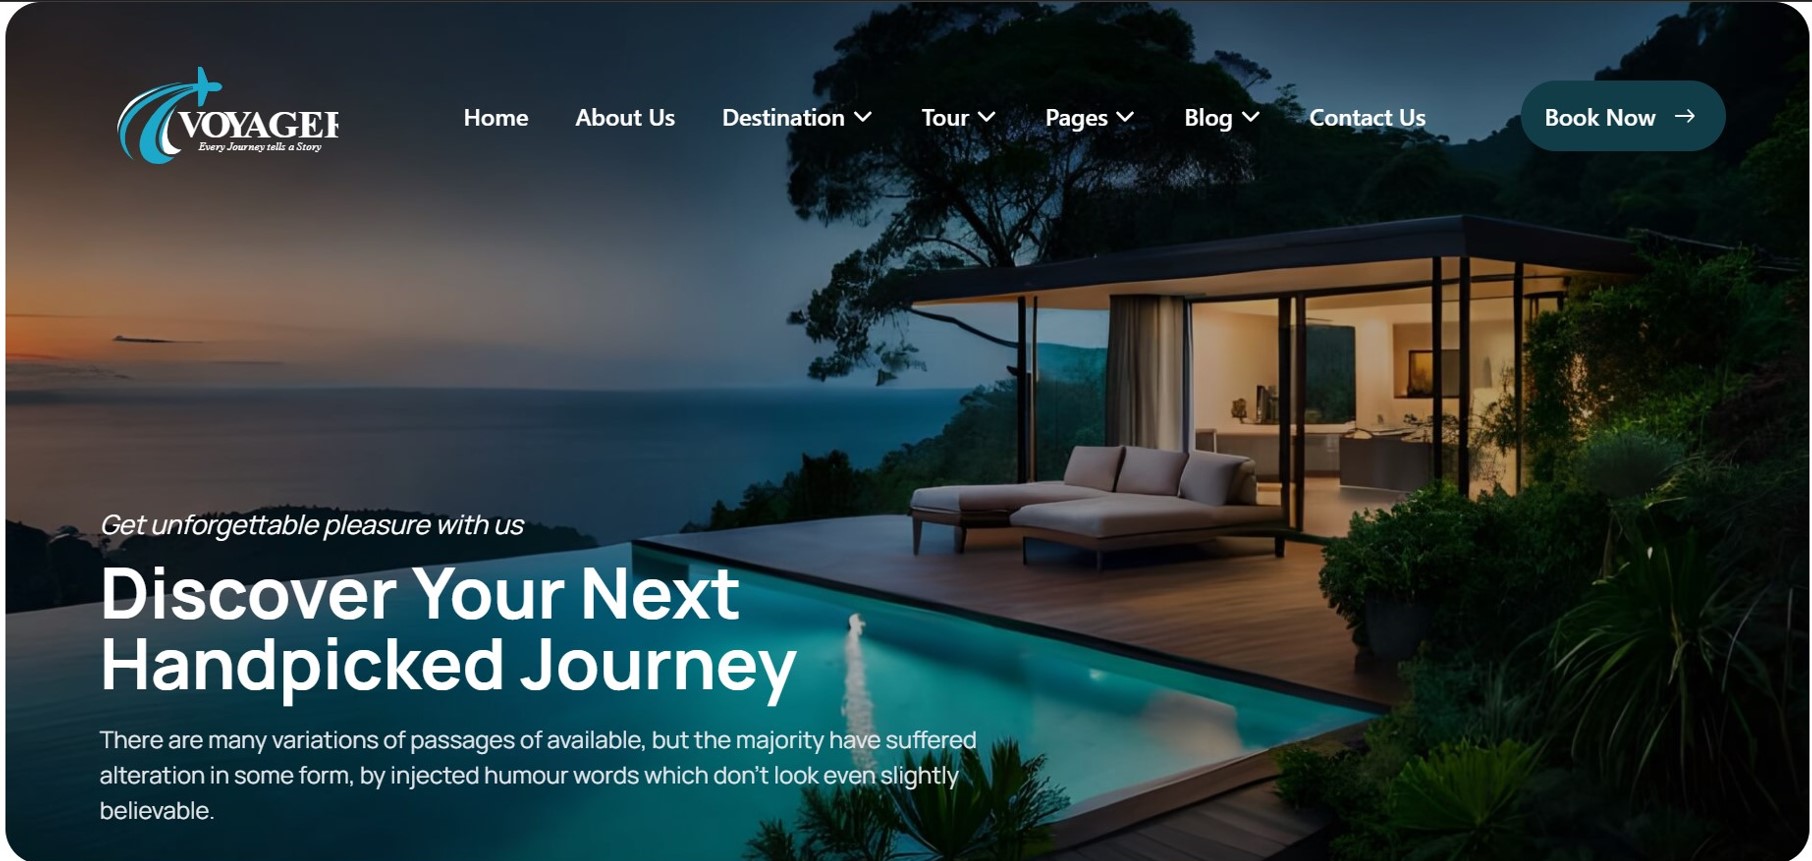 VOYAGER
Every Journey tells a Story
Home About Us Destination Tour Pages Blog Contact Us Book Now
Get unforgettable pleasure with us
Discover Your Next
Handpicked Journey
There are many variations of passages of available, but the majority have suffered
alteration in some form, by injected humour words which don't look even slightly
believable.